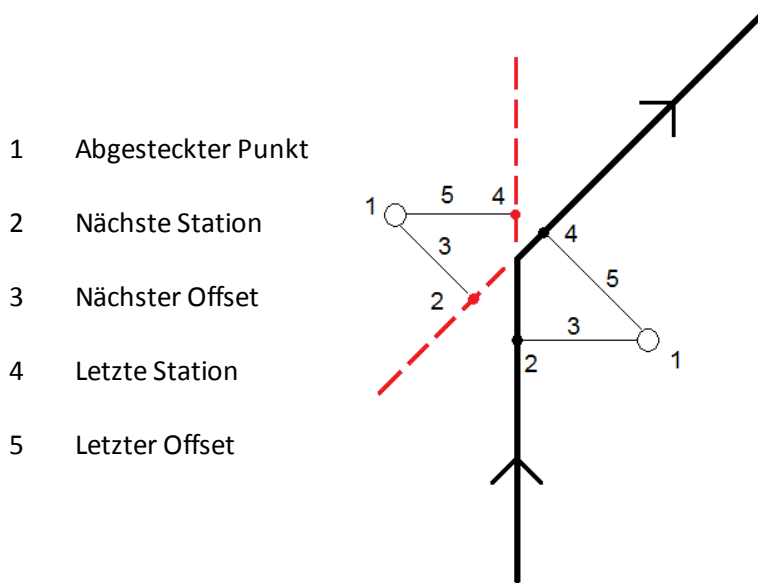 1 Abgesteckter Punkt
2 Nächste Station
3 Nächster Offset
4 Letzte Station
5 Letzter Offset
1 5 4
3
2
4
5
3
2 1